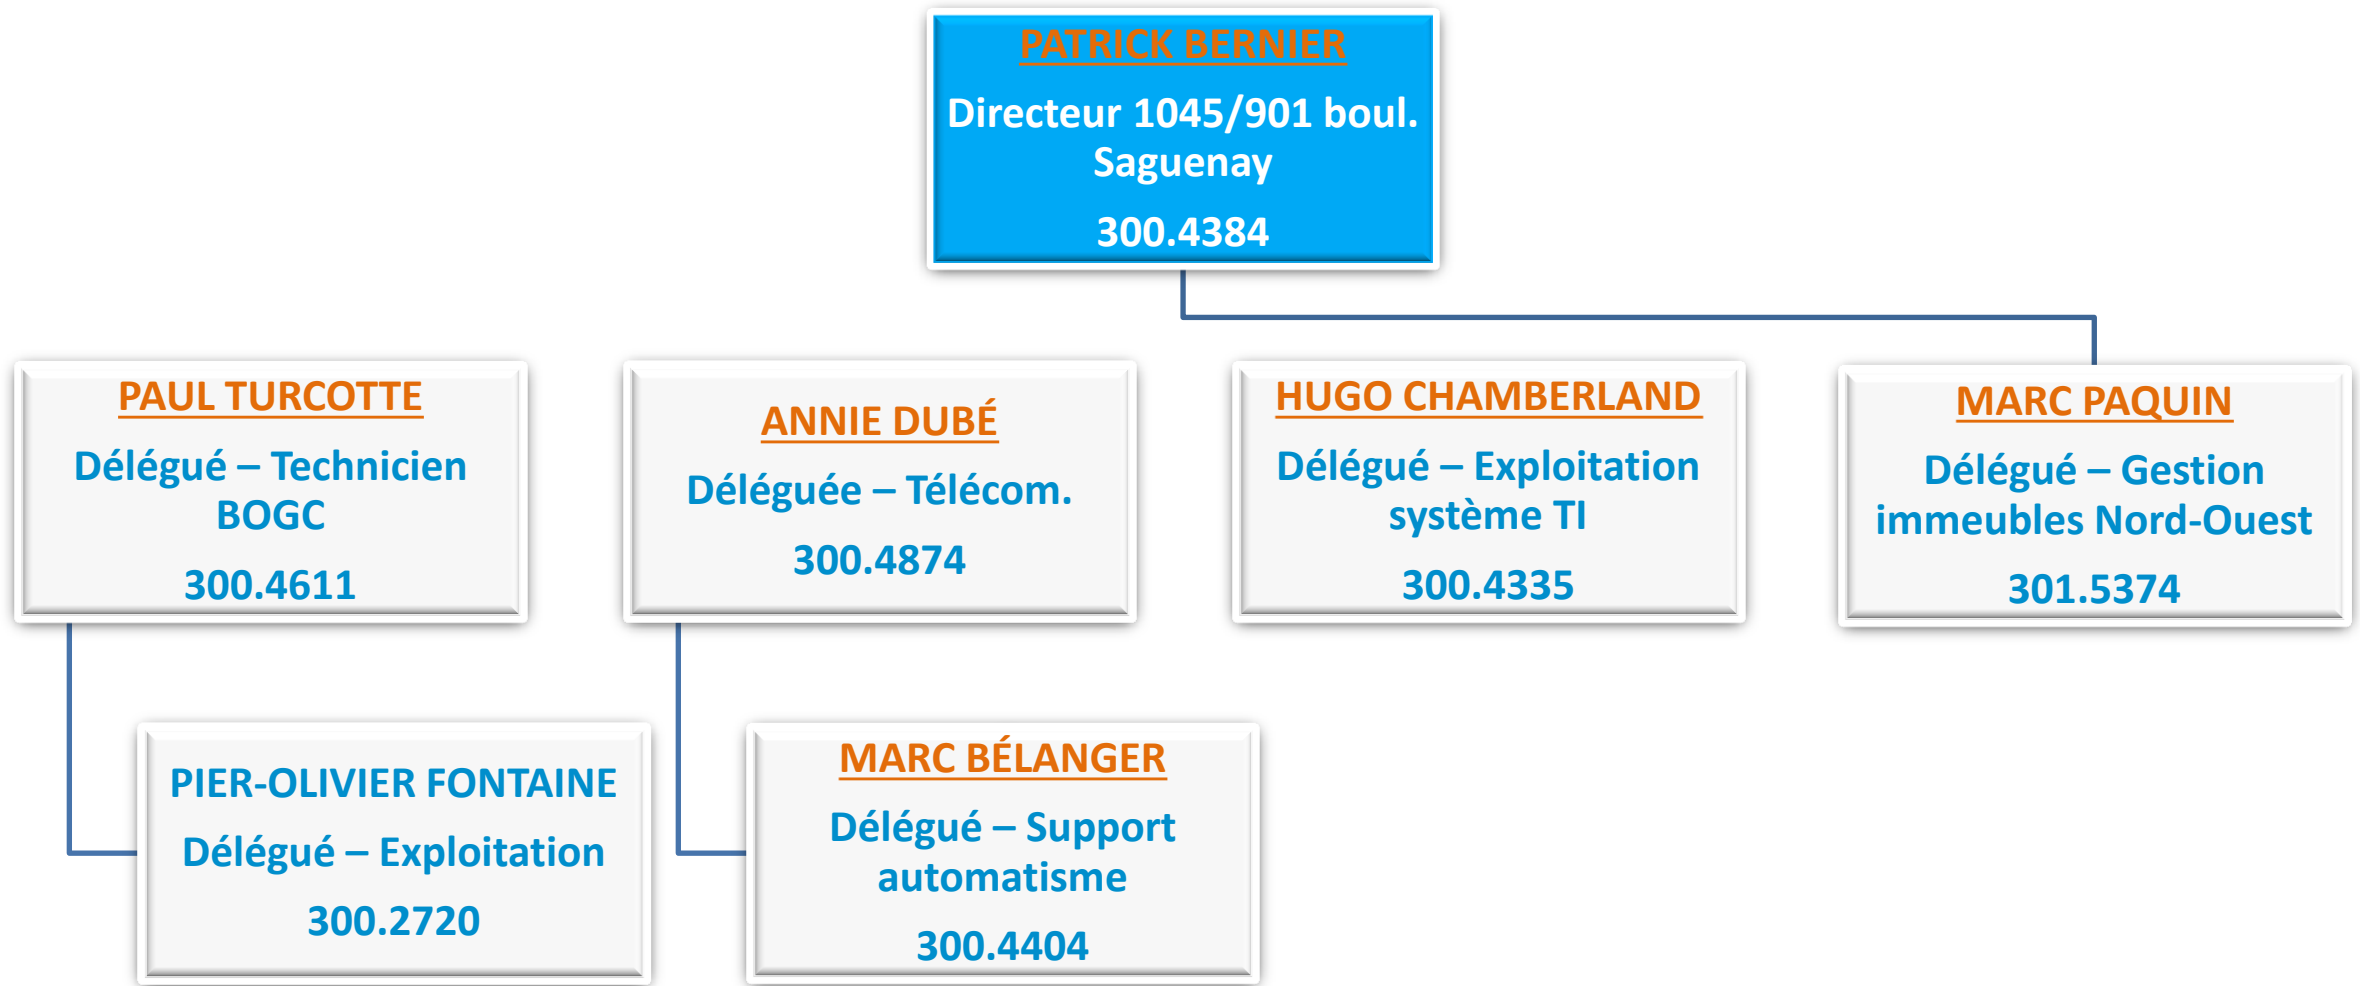 PATRICK BERNIER
Directeur 1045/901 boul.
Saguenay
300.4384
PAUL TURCOTTE
Délégué – Technicien
BOGC
300.4611
ANNIE DUBÉ
Déléguée – Télécom.
300.4874
HUGO CHAMBERLAND
Délégué – Exploitation
système TI
300.4335
MARC PAQUIN
Délégué – Gestion
immeubles Nord-Ouest
301.5374
PIER-OLIVIER FONTAINE
Délégué – Exploitation
300.2720
MARC BÉLANGER
Délégué – Support
automatisme
300.4404